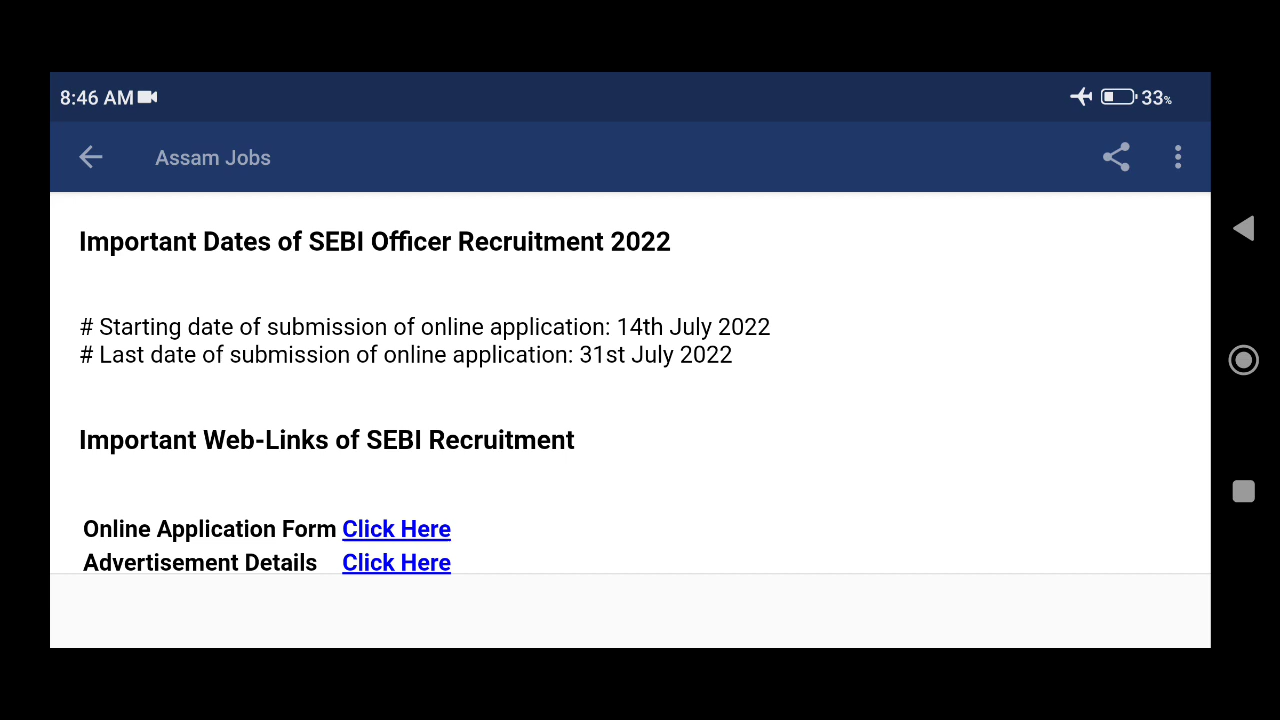 8:46 AM
33%
Assam Jobs
Important Dates of SEBI Officer Recruitment 2022
# Starting date of submission of online application: 14th July 2022
# Last date of submission of online application: 31st July 2022
Important Web-Links of SEBI Recruitment
Online Application Form Click Here
Advertisement Details Click Here